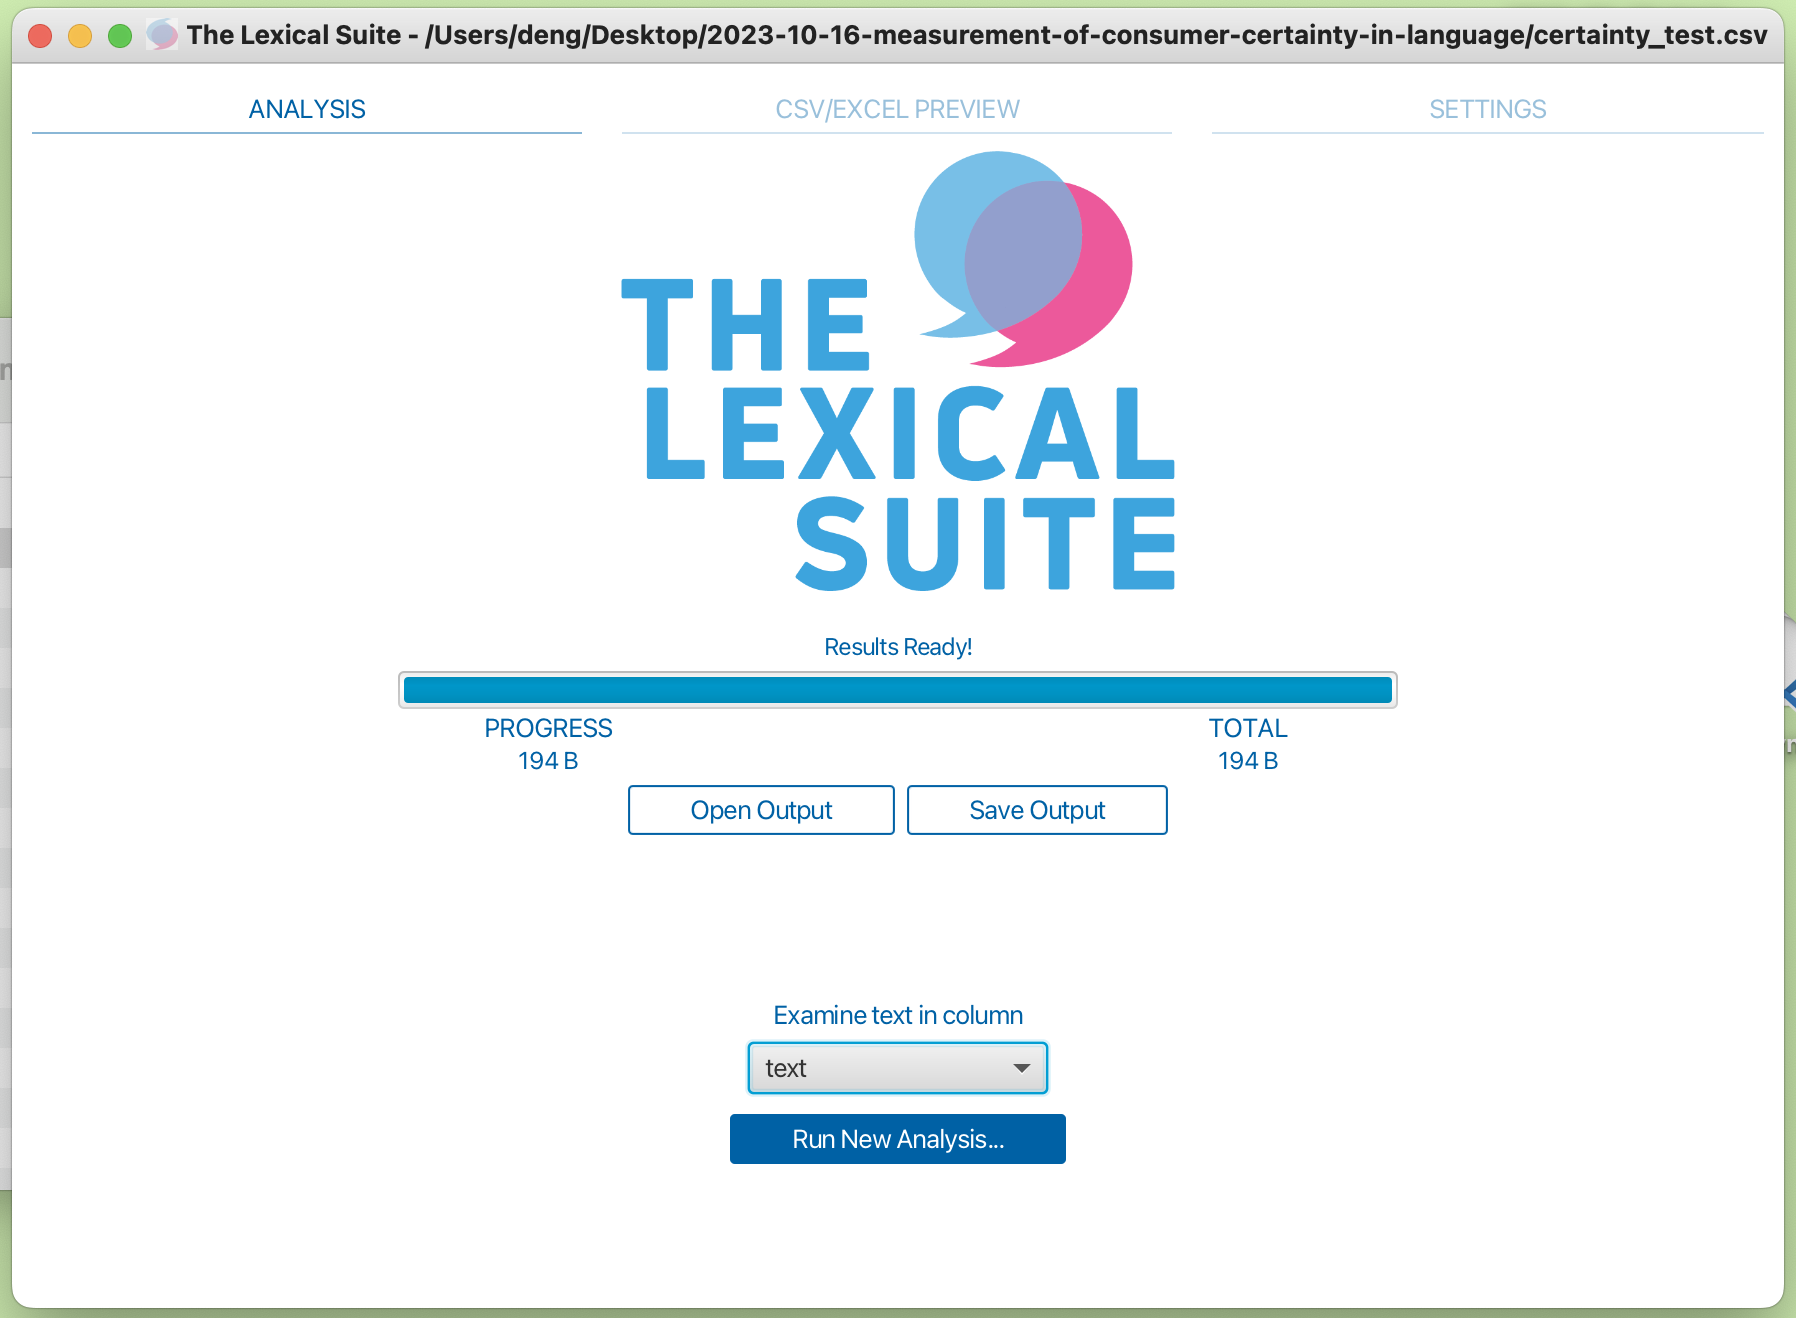 The Lexical Suite - /Users/deng/Desktop/2023-10-16-measurement-of-consumer-certainty-in-language/certainty_test.csv
ANALYSIS
CSV/EXCEL PREVIEW
SETTINGS
THE
LEXICAL
SUITE
Results Ready!
PROGRESS
TOTAL
194 B
194 B
Open Output
Save Output
Examine text in column
text
Run New Analysis...